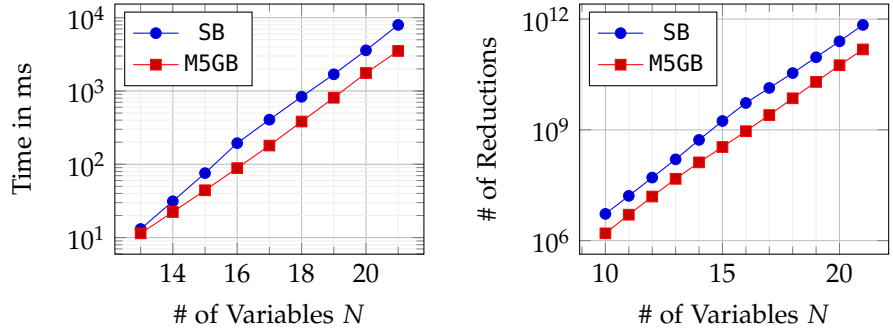 Time in ms
10^4
10^3
10^2
10^1
SB
M5GB
14 16 18 20
# of Variables N
# of Reductions
10^12
10^9
10^6
SB
M5GB
10 15 20
# of Variables N